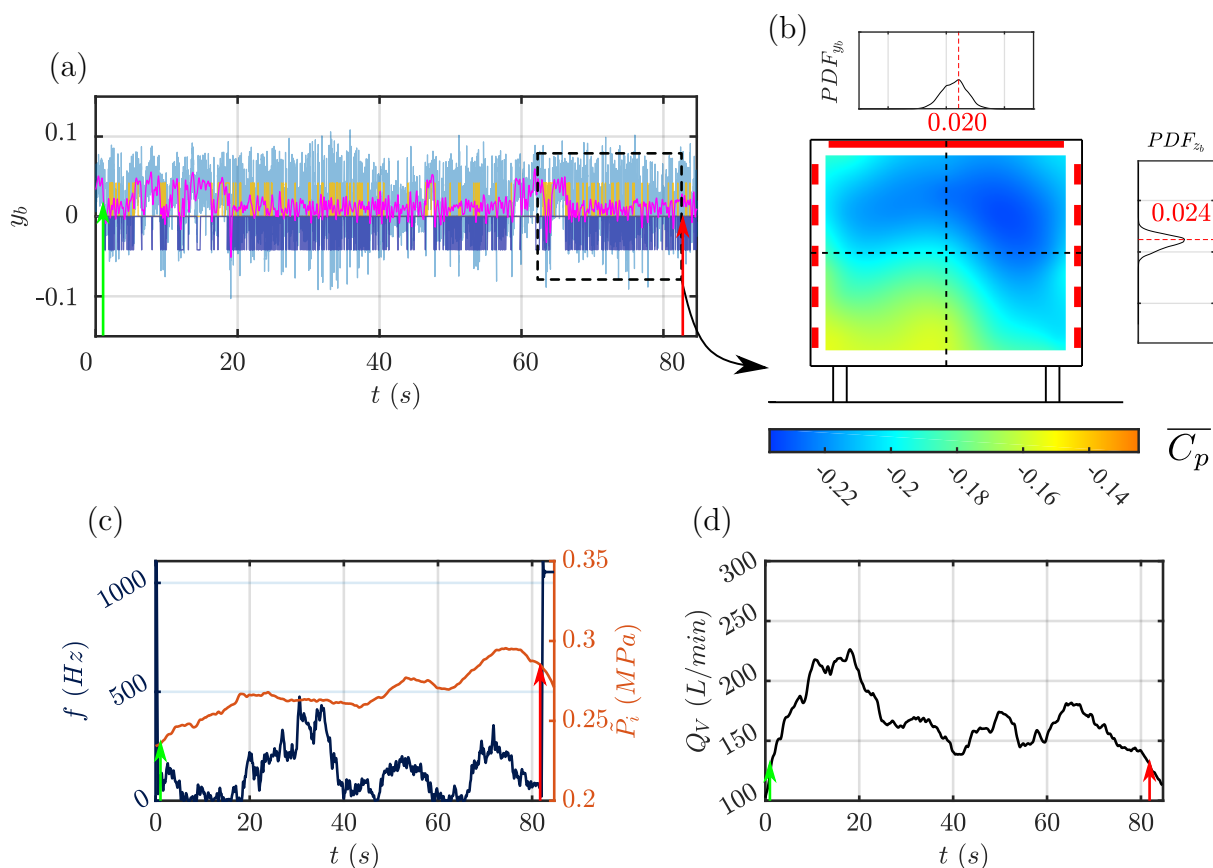 (a)
0.1
0
-0.1
y_b
0 20 40 60 80
t (s)
(b)
PDF_{y_b}
0.020
PDF_{z_b}
0.024
-0.22 -0.2 -0.18 -0.16 -0.14
\overline{C_p}
(c)
1000
500
0
f (Hz)
0.35
0.3
0.25
0.2
\tilde{P}_i (MPa)
0 20 40 60 80
t (s)
(d)
300
250
200
150
100
Q_V (L/min)
0 20 40 60 80
t (s)